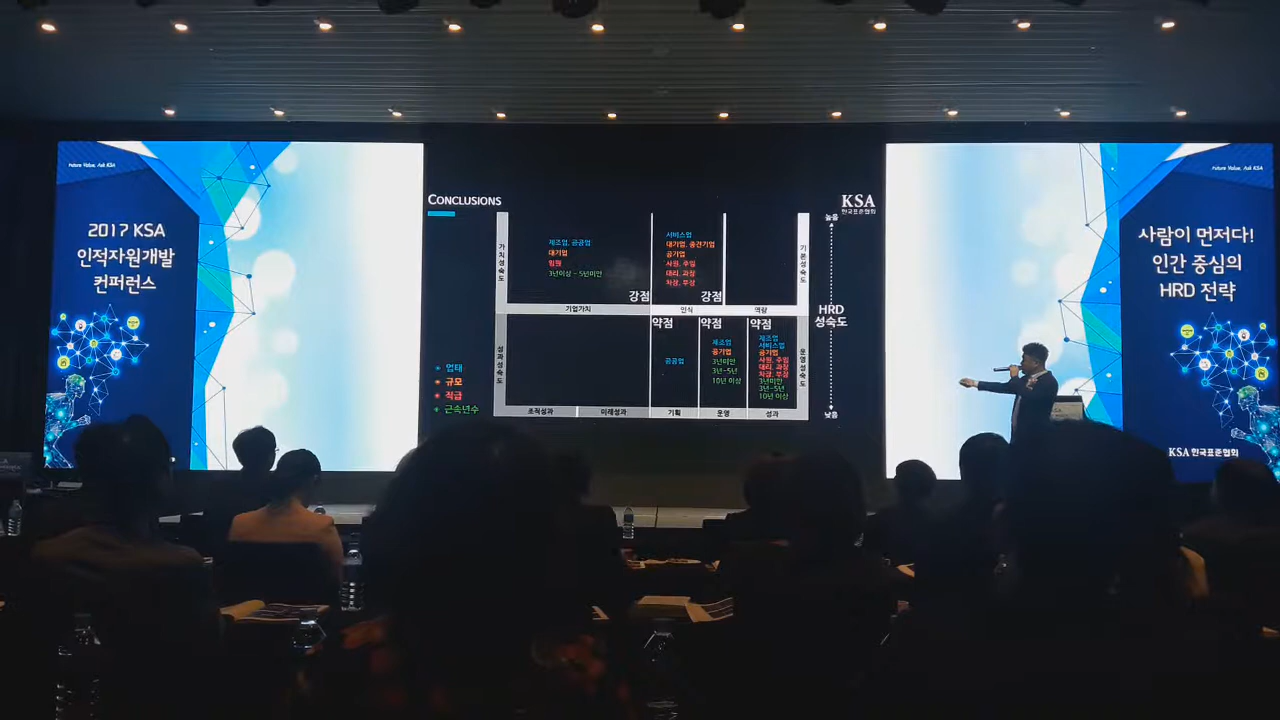 Future Value, Ask KSA
2017 KSA
인적자원개발
컨퍼런스
CONCLUSIONS
KSA
한국표준협회
높음
가치성숙도
제조업, 공공업
대기업
임원
3년이상 - 5년미만
강점
서비스업
대기업, 중견기업
공기업
사원, 주임
대리, 과장
차장, 부장
강점
기본성숙도
기업가치
인식
역량
HRD
성숙도
성과성숙도
약점
공공업
약점
제조업
공기업
3년미만
3년-5년
10년 이상
약점
제조업
서비스업
공기업
사원, 주임
대리, 과장
차장, 부장
3년미만
3년-5년
10년 이상
운영성숙도
조직성과
미래성과
기획
운영
성과
낮음
업태
규모
직급
근속년수
Future Value, Ask KSA
사람이 먼저다!
인간 중심의
HRD 전략
KSA 한국표준협회